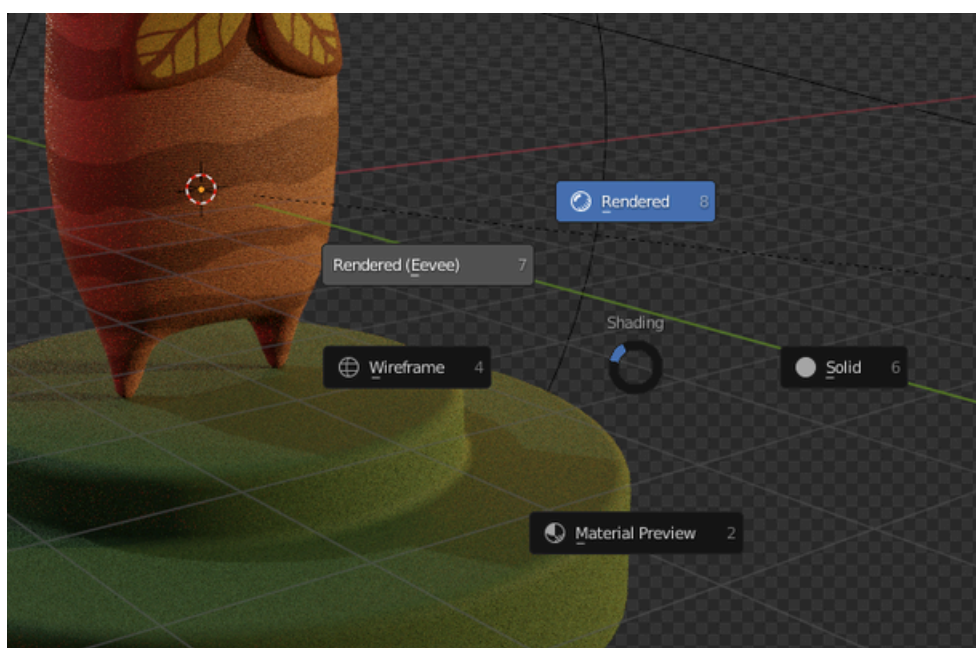 Rendered 8
Rendered (Eevee) 7
Shading
Wireframe 4
Solid 6
Material Preview 2